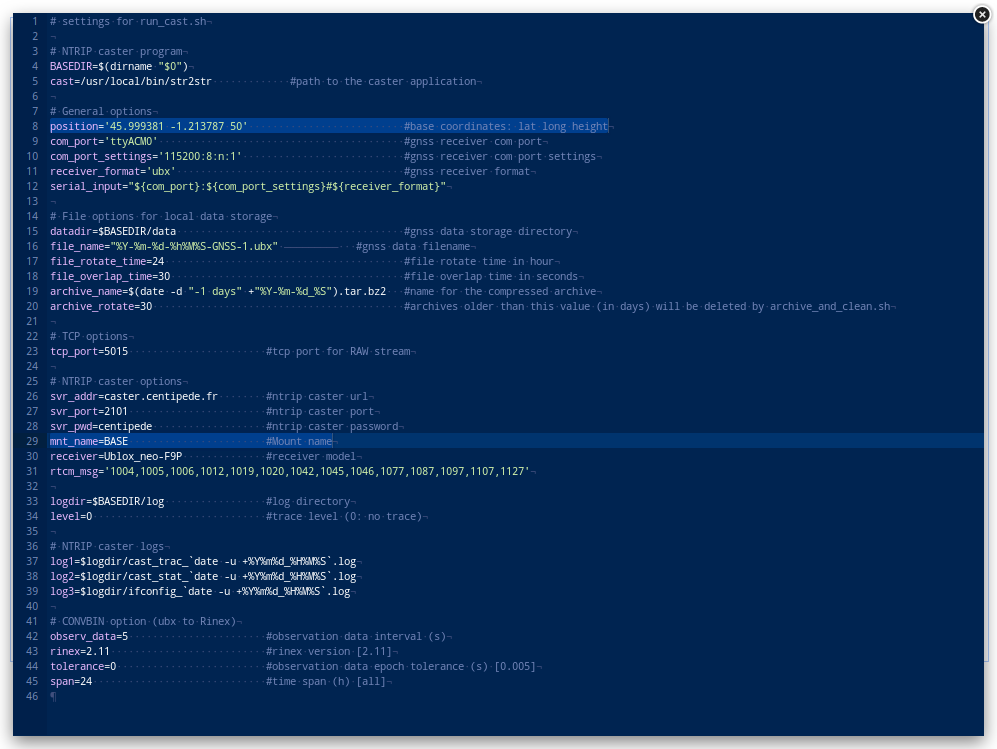 1 # settings for run_cast.sh
2
3 # NTRIP caster program
4 BASEDIR=$(dirname "$0")
5 cast=/usr/local/bin/str2str #path to the caster application
6
7 # General options
8 position='45.999381 -1.213787 50' #base coordinates: lat long height
9 com_port='ttyACM0' #gnss receiver com port
10 com_port_settings='115200:8:n:1' #gnss receiver com port settings
11 receiver_format='ubx' #gnss receiver format
12 serial_input="${com_port}:${com_port_settings}#${receiver_format}"
13
14 # File options for local data storage
15 datadir=$BASEDIR/data #gnss data storage directory
16 file_name="%Y-%m-%d-%h%M%S-GNSS-1.ubx" #gnss data filename
17 file_rotate_time=24 #file rotate time in hour
18 file_overlap_time=30 #file overlap time in seconds
19 archive_name=$(date -d "-1 days" +"%Y-%m-%d_%S").tar.bz2 #name for the compressed archive
20 archive_rotate=30 #archives older than this value (in days) will be deleted by archive_and_clean.sh
21
22 # TCP options
23 tcp_port=5015 #tcp port for RAW stream
24
25 # NTRIP caster options
26 svr_addr=caster.centipede.fr #ntrip caster url
27 svr_port=2101 #ntrip caster port
28 svr_pwd=centipede #ntrip caster password
29 mnt_name=BASE #Mount name
30 receiver=Ublox_neo-F9P #receiver model
31 rtcm_msg='1004,1005,1006,1012,1019,1020,1042,1045,1046,1077,1087,1097,1107,1127'
32
33 logdir=$BASEDIR/log #log directory
34 level=0 #trace level (0: no trace)
35
36 # NTRIP caster logs
37 log1=$logdir/cast_trac_`date -u +%Y%m%d_%H%M%S`.log
38 log2=$logdir/cast_stat_`date -u +%Y%m%d_%H%M%S`.log
39 log3=$logdir/ifconfig_`date -u +%Y%m%d_%H%M%S`.log
40
41 # CONVBIN option (ubx to Rinex)
42 observ_data=5 #observation data interval (s)
43 rinex=2.11 #rinex version [2.11]
44 tolerance=0 #observation data epoch tolerance (s) [0.005]
45 span=24 #time span (h) [all]
46